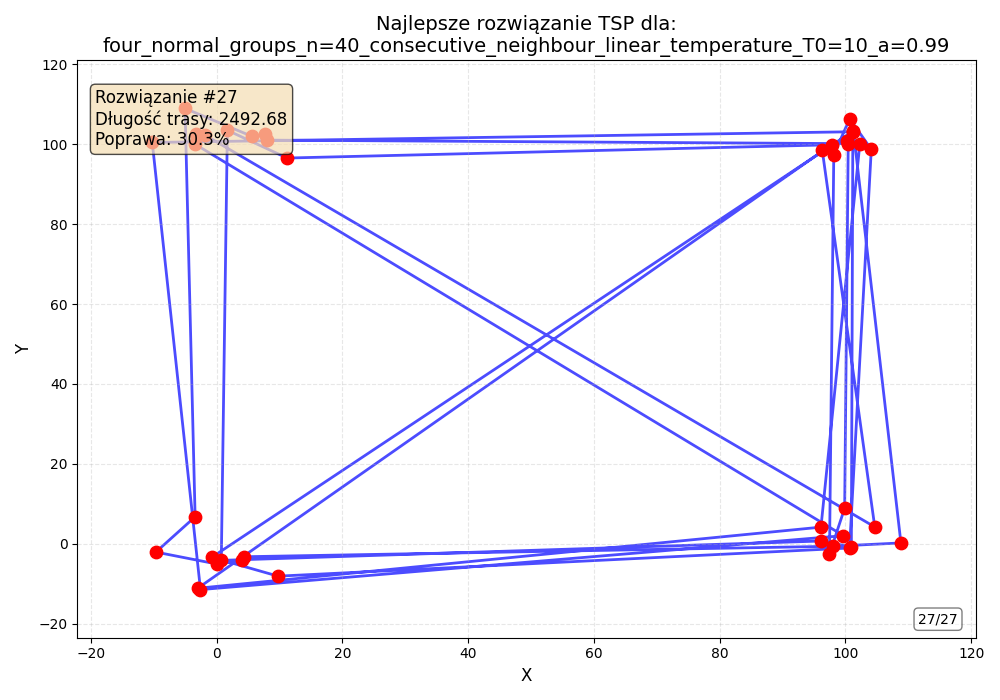 Najlepsze rozwiązanie TSP dla:
four_normal_groups_n=40_consecutive_neighbour_linear_temperature_T0=10_a=0.99
Rozwiązanie #27
Długość trasy: 2492.68
Poprawa: 30.3%
120
100
80
60
40
20
0
−20
Y
−20
0
20
40
60
80
100
120
X
27/27